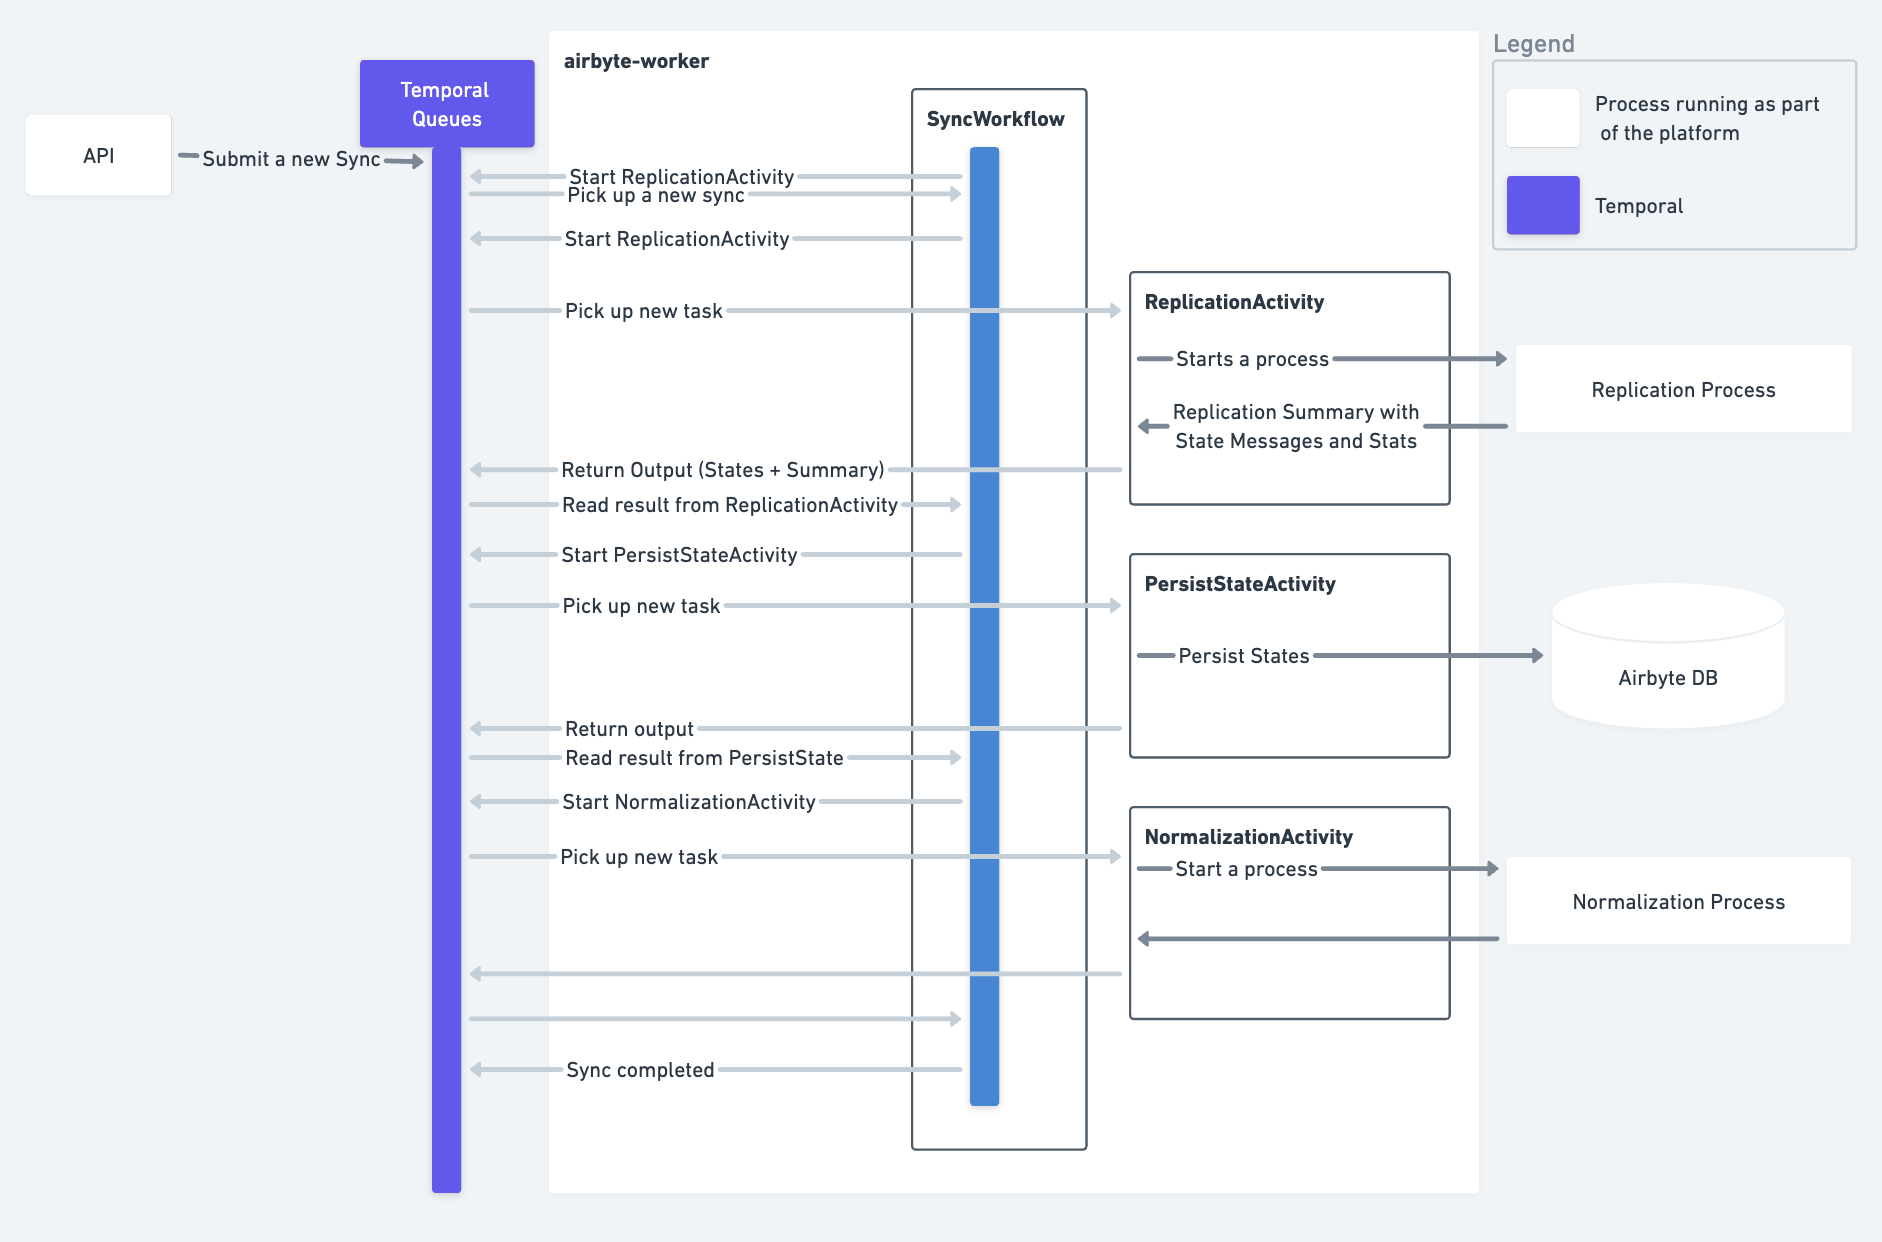 Legend
airbyte-worker
Temporal
Queues
Process running as part
of the platform
SyncWorkflow
API
Submit a new Sync
Start ReplicationActivity
Pick up a new sync
Temporal
Start ReplicationActivity
ReplicationActivity
Pick up new task
Starts a process
Replication Process
Replication Summary with
State Messages and Stats
Return Output (States + Summary)
Read result from ReplicationActivity
Start PersistStateActivity
PersistStateActivity
Pick up new task
Persist States
Airbyte DB
Return output
Read result from PersistState
Start NormalizationActivity
NormalizationActivity
Pick up new task
Start a process
Normalization Process
Sync completed